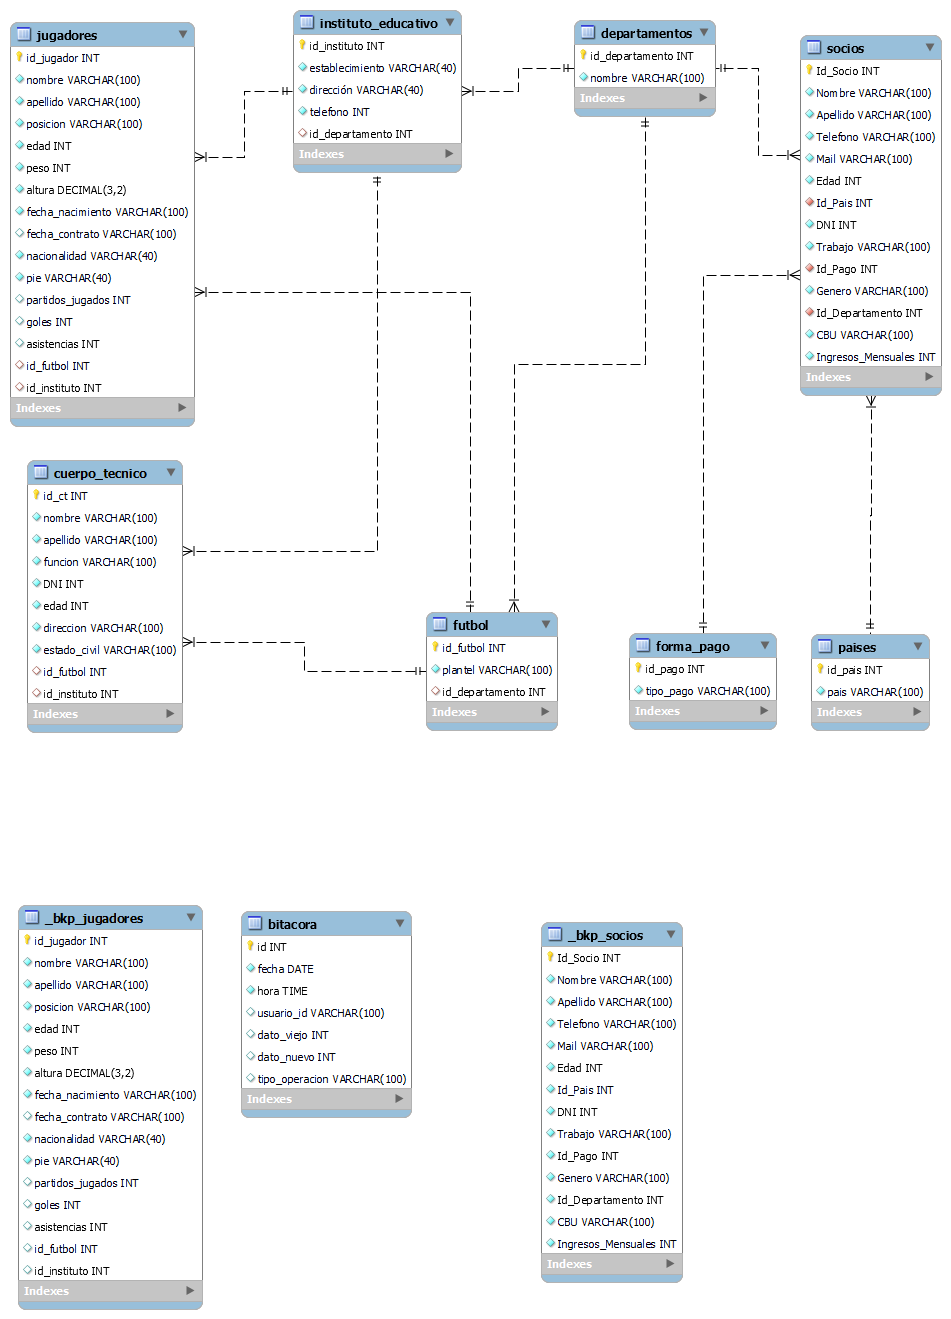 jugadores
id_jugador INT
nombre VARCHAR(100)
apellido VARCHAR(100)
posicion VARCHAR(100)
edad INT
peso INT
altura DECIMAL(3,2)
fecha_nacimiento VARCHAR(100)
fecha_contrato VARCHAR(100)
nacionalidad VARCHAR(40)
pie VARCHAR(40)
partidos_jugados INT
goles INT
asistencias INT
id_futbol INT
id_instituto INT
Indexes
instituto_educativo
id_instituto INT
establecimiento VARCHAR(40)
dirección VARCHAR(40)
telefono INT
id_departamento INT
Indexes
departamentos
id_departamento INT
nombre VARCHAR(100)
Indexes
socios
Id_Socio INT
Nombre VARCHAR(100)
Apellido VARCHAR(100)
Telefono VARCHAR(100)
Mail VARCHAR(100)
Edad INT
Id_Pais INT
DNI INT
Trabajo VARCHAR(100)
Id_Pago INT
Genero VARCHAR(100)
Id_Departamento INT
CBU VARCHAR(100)
Ingresos_Mensuales INT
Indexes
cuerpo_tecnico
id_ct INT
nombre VARCHAR(100)
apellido VARCHAR(100)
funcion VARCHAR(100)
DNI INT
edad INT
direccion VARCHAR(100)
estado_civil VARCHAR(100)
id_futbol INT
id_instituto INT
Indexes
futbol
id_futbol INT
plantel VARCHAR(100)
id_departamento INT
Indexes
forma_pago
id_pago INT
tipo_pago VARCHAR(100)
Indexes
paises
id_pais INT
pais VARCHAR(100)
Indexes
_bkp_jugadores
id_jugador INT
nombre VARCHAR(100)
apellido VARCHAR(100)
posicion VARCHAR(100)
edad INT
peso INT
altura DECIMAL(3,2)
fecha_nacimiento VARCHAR(100)
fecha_contrato VARCHAR(100)
nacionalidad VARCHAR(40)
pie VARCHAR(40)
partidos_jugados INT
goles INT
asistencias INT
id_futbol INT
id_instituto INT
Indexes
bitacora
id INT
fecha DATE
hora TIME
usuario_id VARCHAR(100)
dato_viejo INT
dato_nuevo INT
tipo_operacion VARCHAR(100)
Indexes
_bkp_socios
Id_Socio INT
Nombre VARCHAR(100)
Apellido VARCHAR(100)
Telefono VARCHAR(100)
Mail VARCHAR(100)
Edad INT
Id_Pais INT
DNI INT
Trabajo VARCHAR(100)
Id_Pago INT
Genero VARCHAR(100)
Id_Departamento INT
CBU VARCHAR(100)
Ingresos_Mensuales INT
Indexes